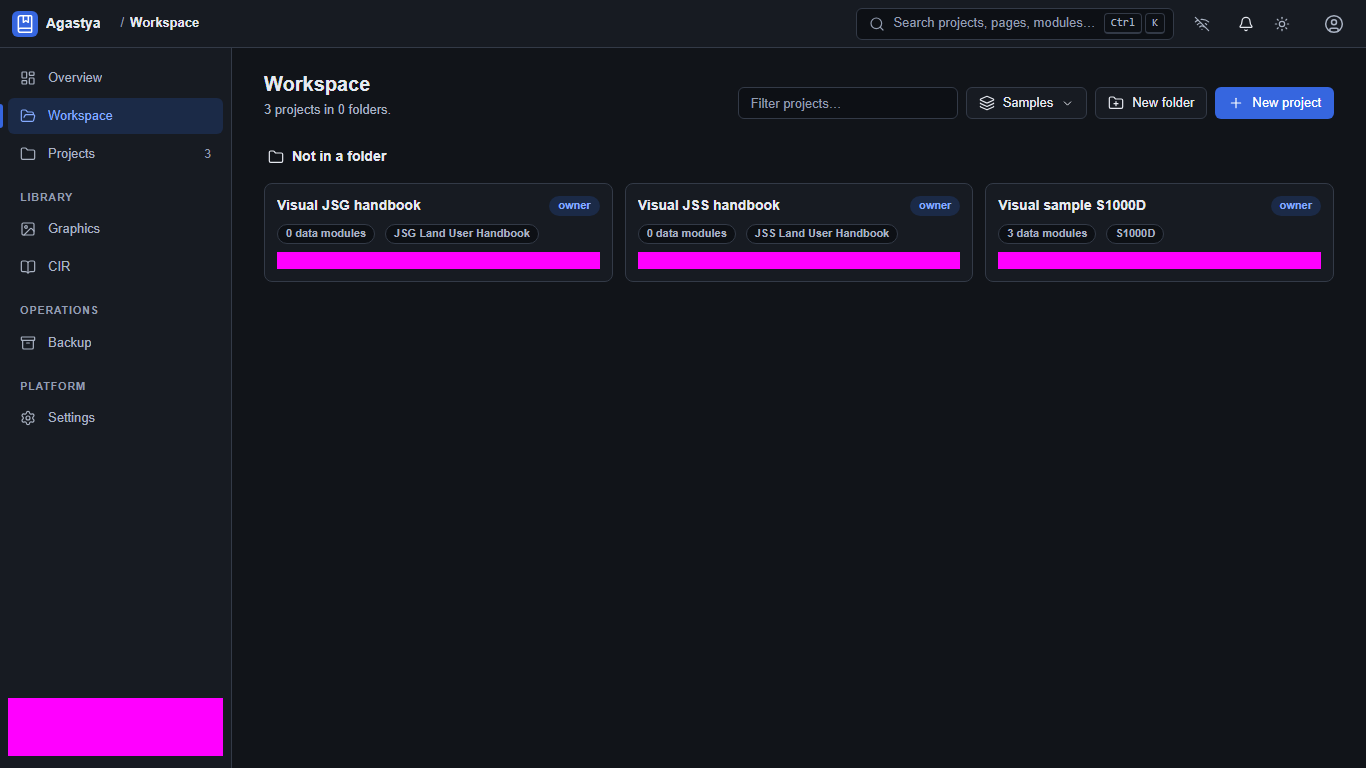 Agastya / Workspace
Search projects, pages, modules... Ctrl K
Overview
Workspace
Projects 3
LIBRARY
Graphics
CIR
OPERATIONS
Backup
PLATFORM
Settings
Workspace
3 projects in 0 folders.
Filter projects...
Samples
New folder
New project
Not in a folder
Visual JSG handbook owner
0 data modules JSG Land User Handbook
Visual JSS handbook owner
0 data modules JSS Land User Handbook
Visual sample S1000D owner
3 data modules S1000D